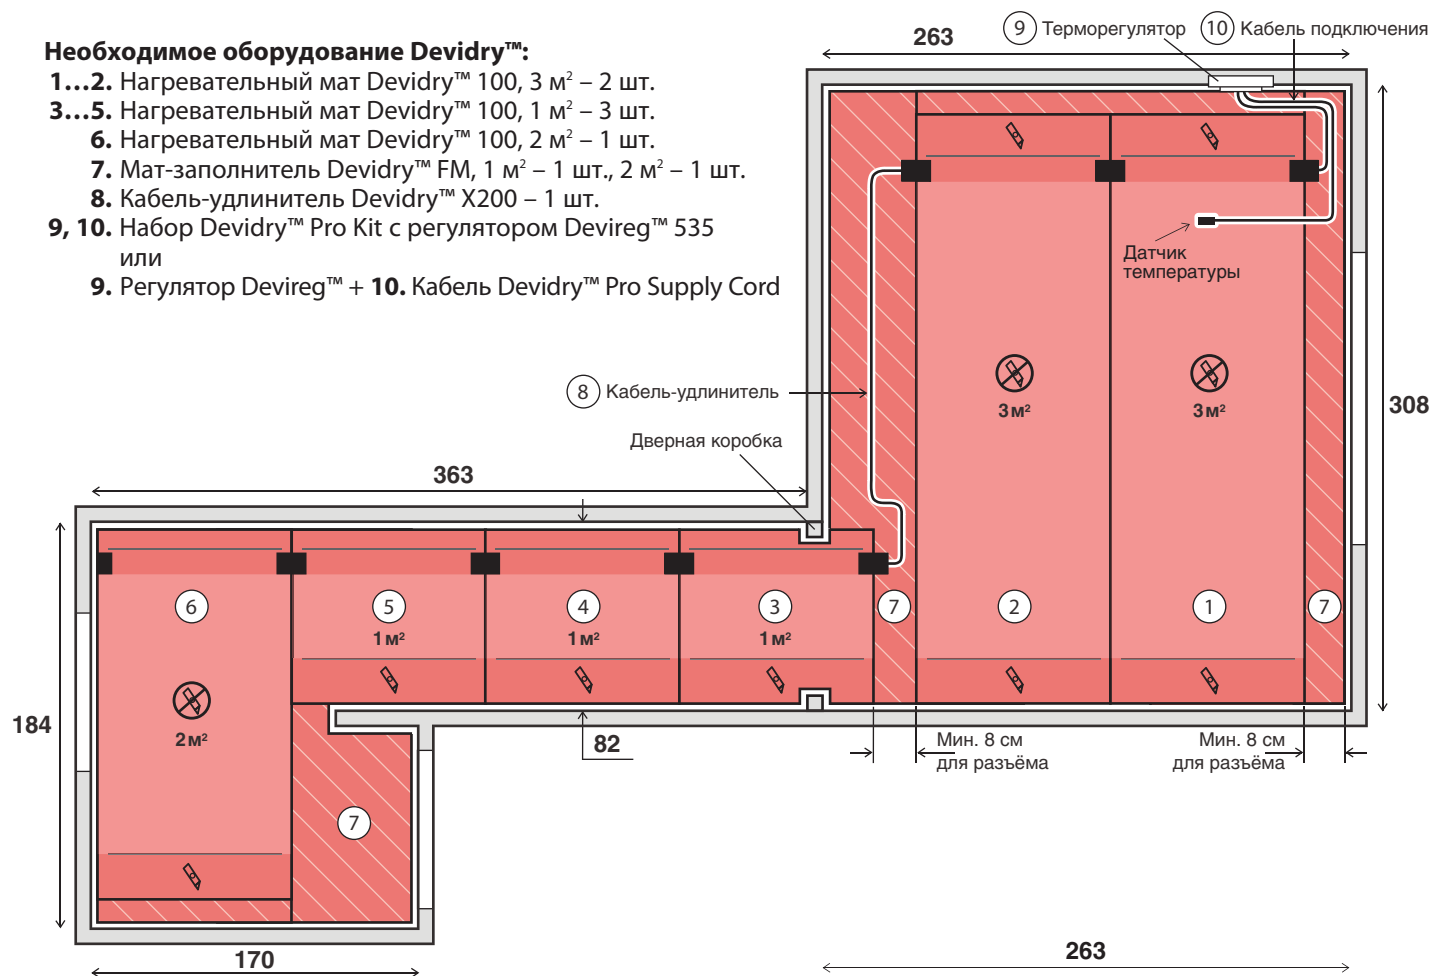 Необходимое оборудование Devidry™:
1...2. Нагревательный мат Devidry™ 100, 3 м² – 2 шт.
3...5. Нагревательный мат Devidry™ 100, 1 м² – 3 шт.
6. Нагревательный мат Devidry™ 100, 2 м² – 1 шт.
7. Мат-заполнитель Devidry™ FM, 1 м² – 1 шт., 2 м² – 1 шт.
8. Кабель-удлинитель Devidry™ X200 – 1 шт.
9, 10. Набор Devidry™ Pro Kit с регулятором Devireg™ 535
или
9. Регулятор Devireg™ + 10. Кабель Devidry™ Pro Supply Cord
263
9 Терморегулятор
10 Кабель подключения
Датчик
температуры
3 м²
3 м²
308
8 Кабель-удлинитель
Дверная коробка
363
6
5
4
3
7
2
1
7
1 м²
1 м²
1 м²
184
2 м²
82
Мин. 8 см
для разъёма
Мин. 8 см
для разъёма
7
170
263